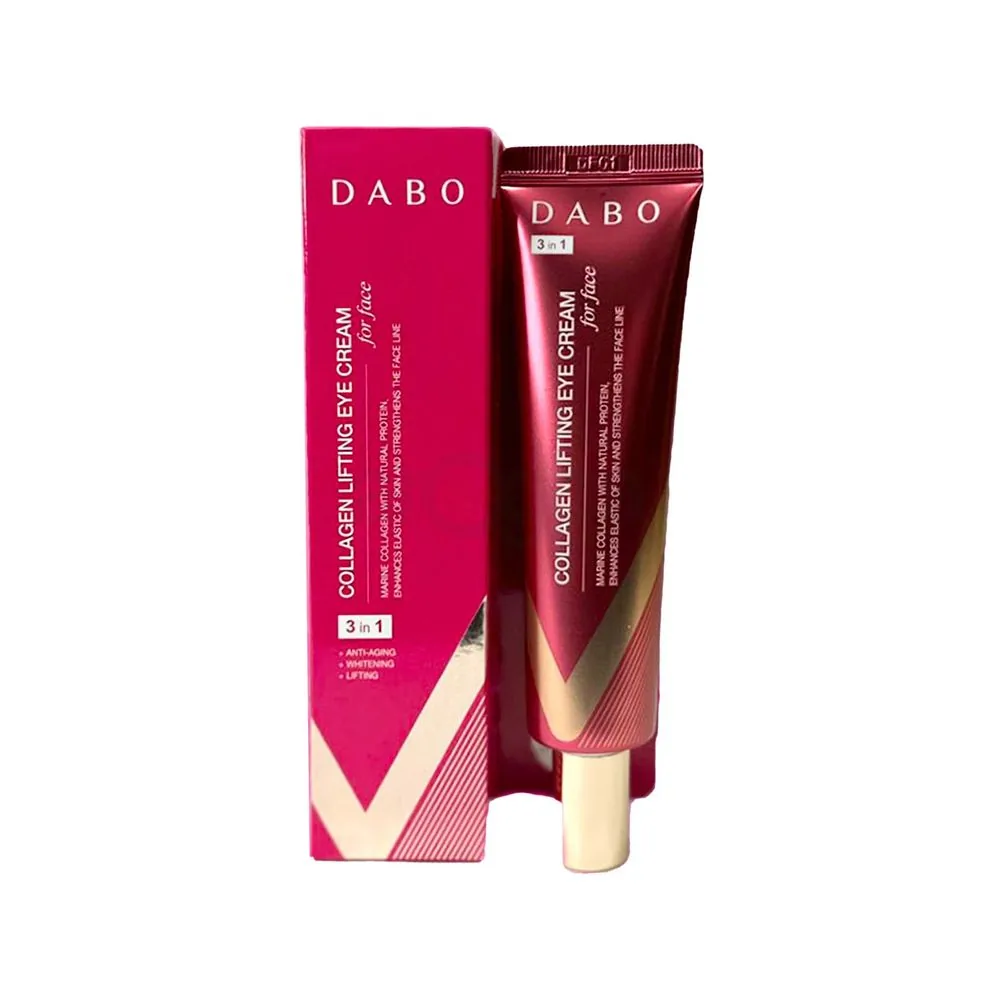 DABO
COLLAGEN LIFTING EYE CREAM
for face
MARINE COLLAGEN WITH NATURAL PROTEIN,
ENHANCES ELASTIC OF SKIN AND STRENGTHENS THE FACE LINE
3 in 1
+ ANTI-AGING
+ WHITENING
+ LIFTING
DABO
3 in 1
COLLAGEN LIFTING EYE CREAM
for face
MARINE COLLAGEN WITH NATURAL PROTEIN,
ENHANCES ELASTIC OF SKIN AND STRENGTHENS THE FACE LINE